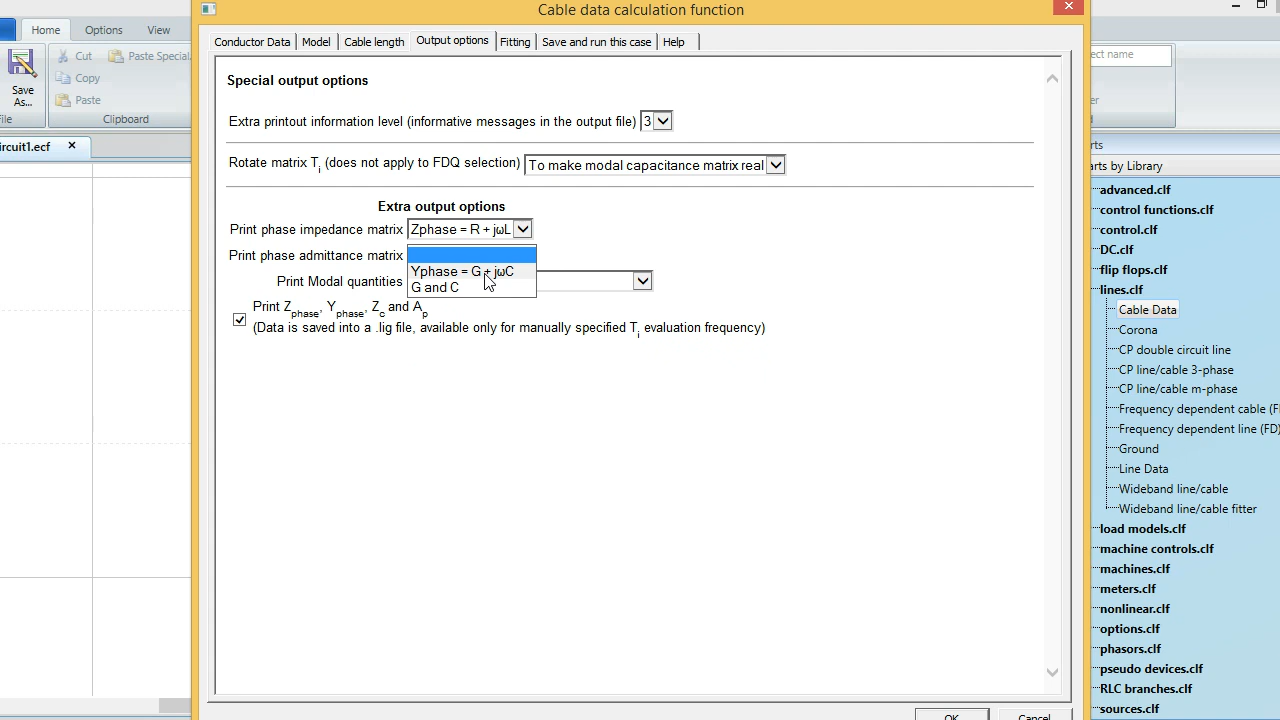 Cable data calculation function
Home Options View
Cut Paste Special
Copy
Paste
Save As...
Clipboard
ircuit1.ecf
Conductor Data Model Cable length Output options Fitting Save and run this case Help
Special output options
Extra printout information level (informative messages in the output file) 3
Rotate matrix Ti (does not apply to FDQ selection) To make modal capacitance matrix real
Extra output options
Print phase impedance matrix Zphase = R + jωL
Print phase admittance matrix
Yphase = G + jωC
Print Modal quantities
G and C
Print Zphase, Yphase, Zc and Ap
(Data is saved into a .lig file, available only for manually specified Ti evaluation frequency)
OK Cancel
ect name
rts by Library
advanced.clf
control functions.clf
control.clf
DC.clf
flip flops.clf
lines.clf
Cable Data
Corona
CP double circuit line
CP line/cable 3-phase
CP line/cable m-phase
Frequency dependent cable (F
Frequency dependent line (FD)
Ground
Line Data
Wideband line/cable
Wideband line/cable fitter
load models.clf
machine controls.clf
machines.clf
meters.clf
nonlinear.clf
options.clf
phasors.clf
pseudo devices.clf
RLC branches.clf
sources.clf